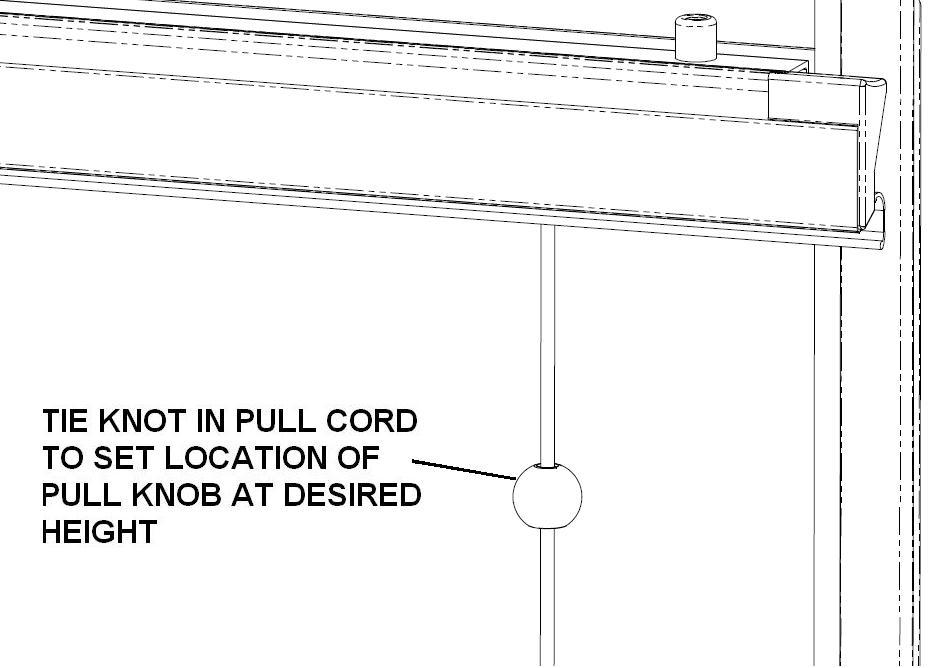 TIE KNOT IN PULL CORD
TO SET LOCATION OF
PULL KNOB AT DESIRED
HEIGHT